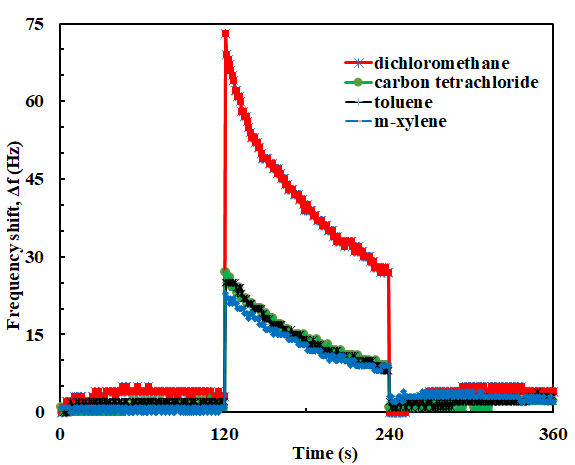 75
60
45
30
15
0
Frequency shift, Δf (Hz)
dichloromethane
carbon tetrachloride
toluene
m-xylene
0 120 240 360
Time (s)